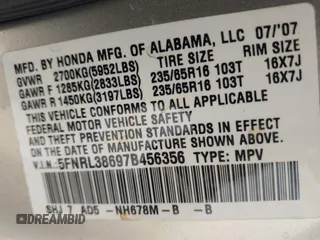 MFD. BY HONDA MFG. OF ALABAMA, LLC 07/'07
GVWR 2700KG(5952LBS) TIRE SIZE RIM SIZE
GAWR F 1285KG(2833LBS) 235/65R16 103T 16X7J
GAWR R 1450KG(3197LBS) 235/65R16 103T 16X7J
THIS VEHICLE CONFORMS TO ALL APPLICABLE
FEDERAL MOTOR VEHICLE SAFETY AND
THEFT PREVENTION STANDARDS IN EFFECT ON
THE DATE OF MANUFACTURE SHOWN ABOVE.
V.I.N. 5FNRL38697B456356 TYPE: MPV
SHJ 7 AD5 -NH678M-B -B
DREAMBID